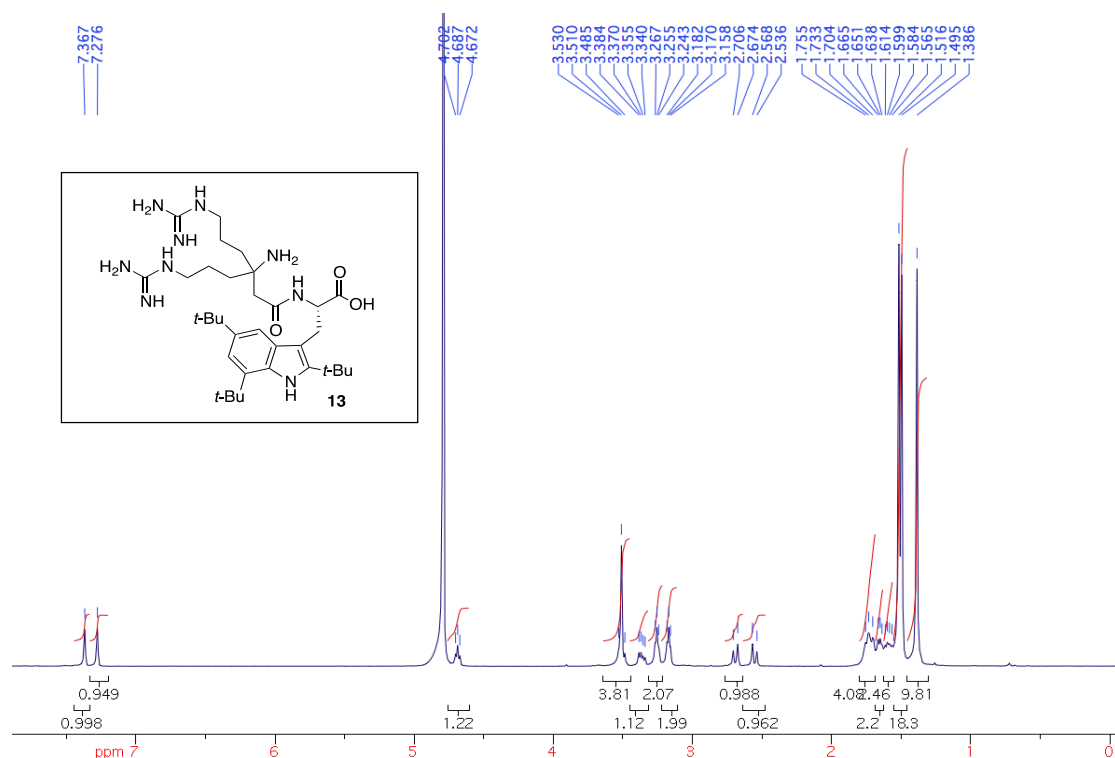 7.367
7.276
4.702
4.687
4.672
3.530
3.510
3.485
3.384
3.370
3.355
3.340
3.267
3.255
3.243
3.182
3.170
3.158
2.706
2.674
2.568
2.536
1.755
1.733
1.704
1.665
1.651
1.638
1.614
1.599
1.584
1.565
1.516
1.495
1.386
H
H2N N
NH
H
H2N N NH2
NH
H
N O
OH
O
t-Bu
N t-Bu
t-Bu H 13
0.949 3.81 2.07 0.988 4.08 2.46 9.81
0.998 1.22 1.12 1.99 0.962 2.2 18.3
ppm 7 6 5 4 3 2 1 0